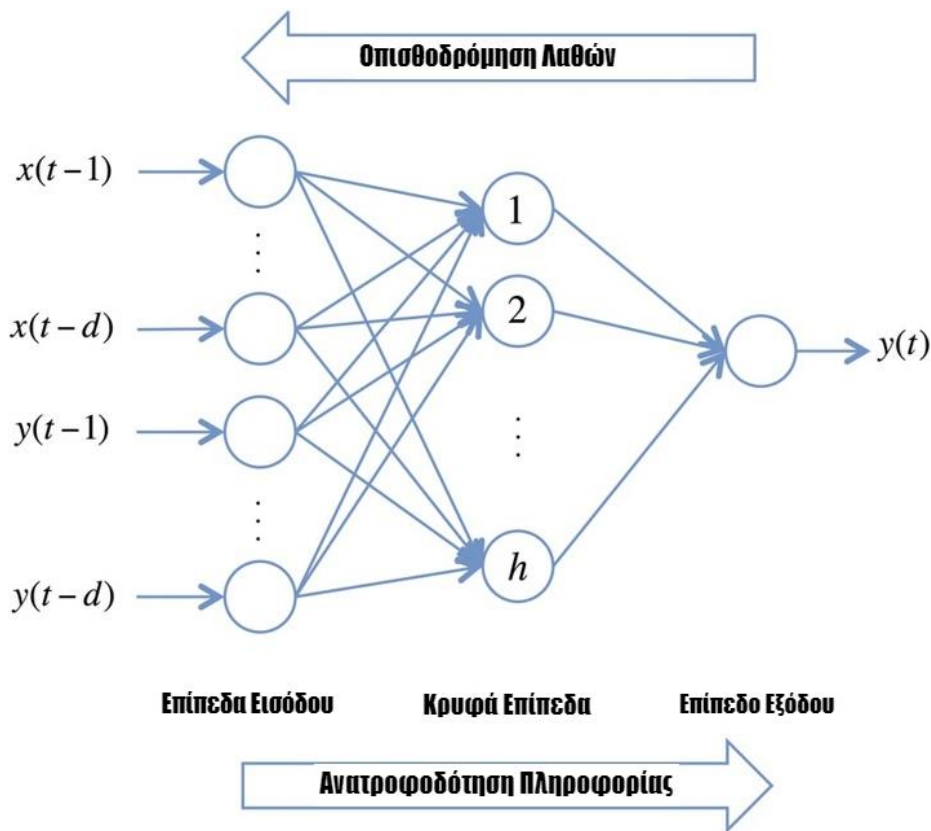 Οπισθοδρόμηση Λαθών
x(t−1)
1
⋮
x(t−d)
2
y(t)
y(t−1)
⋮
⋮
y(t−d)
h
Επίπεδα Εισόδου Κρυφά Επίπεδα Επίπεδο Εξόδου
Ανατροφοδότηση Πληροφορίας